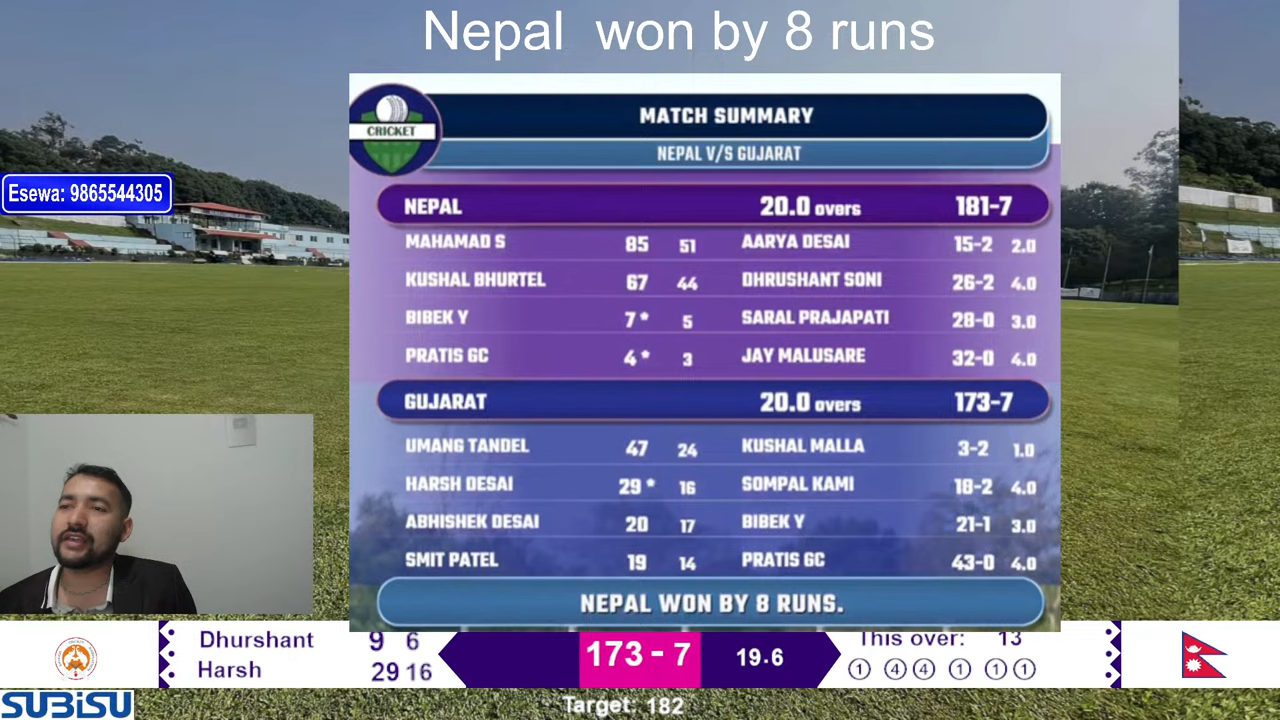 Nepal won by 8 runs
CRICKET
MATCH SUMMARY
NEPAL V/S GUJARAT
Esewa: 9865544305
NEPAL 20.0 overs 181-7
MAHAMAD S 85 51 AARYA DESAI 15-2 2.0
KUSHAL BHURTEL 67 44 DHRUSHANT SONI 26-2 4.0
BIBEK Y 7* 5 SARAL PRAJAPATI 28-0 3.0
PRATIS GC 4* 3 JAY MALUSARE 32-0 4.0
GUJARAT 20.0 overs 173-7
UMANG TANDEL 47 24 KUSHAL MALLA 3-2 1.0
HARSH DESAI 29* 16 SOMPAL KAMI 18-2 4.0
ABHISHEK DESAI 20 17 BIBEK Y 21-1 3.0
SMIT PATEL 19 14 PRATIS GC 43-0 4.0
NEPAL WON BY 8 RUNS.
Dhurshant 9 6
Harsh 29 16
173 - 7
19.6
This over: 13
1 4 4 1 1 1
SUBISU
Target: 182